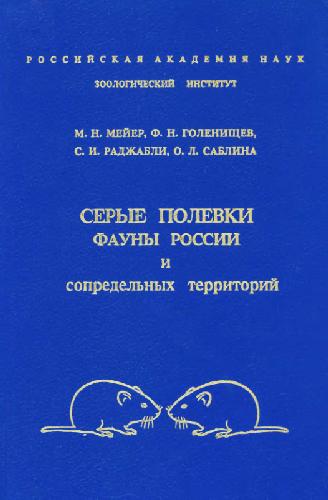 РОССИЙСКАЯ АКАДЕМИЯ НАУК
ЗООЛОГИЧЕСКИЙ ИНСТИТУТ
М. Н. МЕЙЕР, Ф. Н. ГОЛЕНИЩЕВ,
С. И. РАДЖАБЛИ, О. Л. САБЛИНА
СЕРЫЕ ПОЛЕВКИ
ФАУНЫ РОССИИ
и
сопредельных территорий